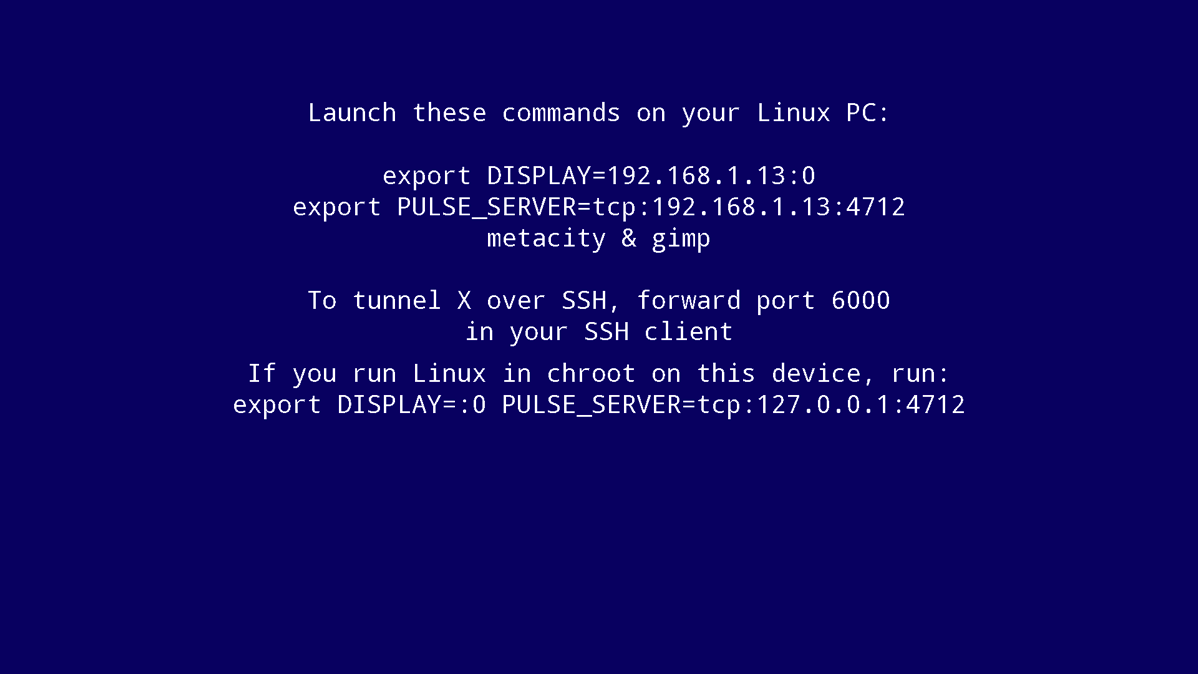 Launch these commands on your Linux PC:
export DISPLAY=192.168.1.13:0
export PULSE_SERVER=tcp:192.168.1.13:4712
metacity & gimp
To tunnel X over SSH, forward port 6000
in your SSH client
If you run Linux in chroot on this device, run:
export DISPLAY=:0 PULSE_SERVER=tcp:127.0.0.1:4712